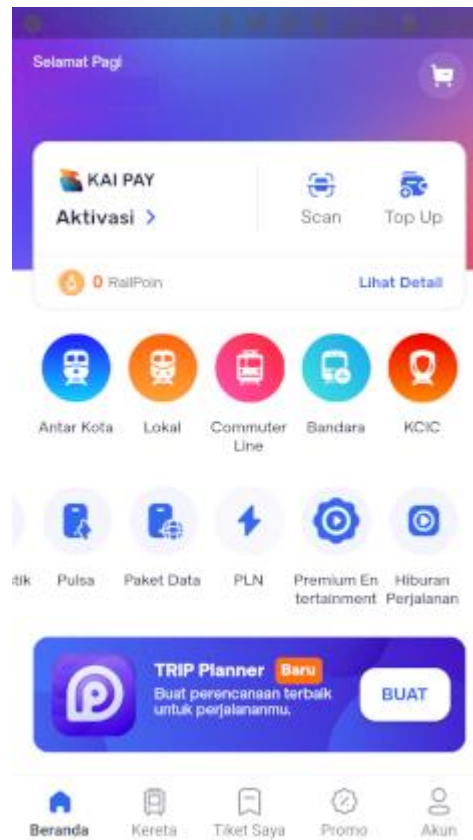 Selamat Pagi
KAI PAY
Aktivasi >
Scan
Top Up
0 RailPoin
Lihat Detail
Antar Kota
Lokal
Commuter
Line
Bandara
KCIC
tik
Pulsa
Paket Data
PLN
Premium En
tertainment
Hiburan
Perjalanan
TRIP Planner Baru
Buat perencanaan terbaik
untuk perjalananmu.
BUAT
Beranda
Kereta
Tiket Saya
Promo
Akun